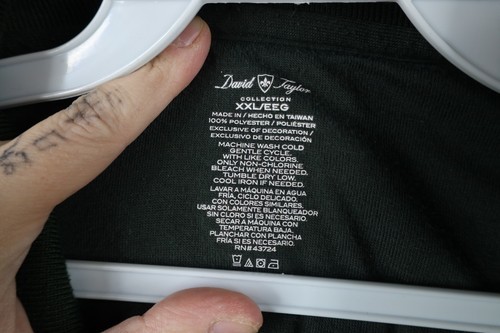 David Taylor
COLLECTION
XXL/EEG
MADE IN / HECHO EN TAIWAN
100% POLYESTER / POLIÉSTER
EXCLUSIVE OF DECORATION /
EXCLUSIVO DE DECORACIÓN
MACHINE WASH COLD
GENTLE CYCLE,
WITH LIKE COLORS.
ONLY NON-CHLORINE
BLEACH WHEN NEEDED.
TUMBLE DRY LOW.
COOL IRON IF NEEDED.
LAVAR A MÁQUINA EN AGUA
FRÍA, CICLO DELICADO,
CON COLORES SIMILARES.
USAR SOLAMENTE BLANQUEADOR
SIN CLORO SI ES NECESARIO.
SECAR A MÁQUINA CON
TEMPERATURA BAJA,
PLANCHAR CON PLANCHA
FRÍA SI ES NECESARIO.
RN#43724